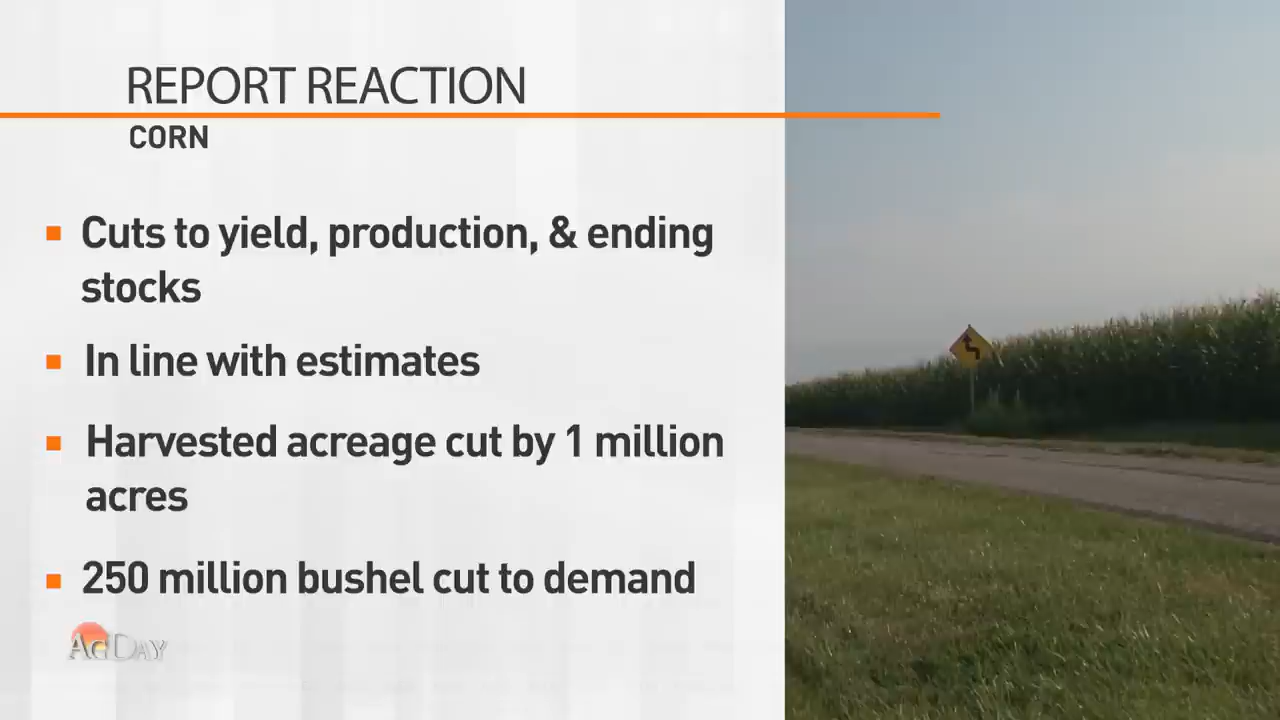 REPORT REACTION
CORN
Cuts to yield, production, & ending
stocks
In line with estimates
Harvested acreage cut by 1 million
acres
250 million bushel cut to demand
AGDAY